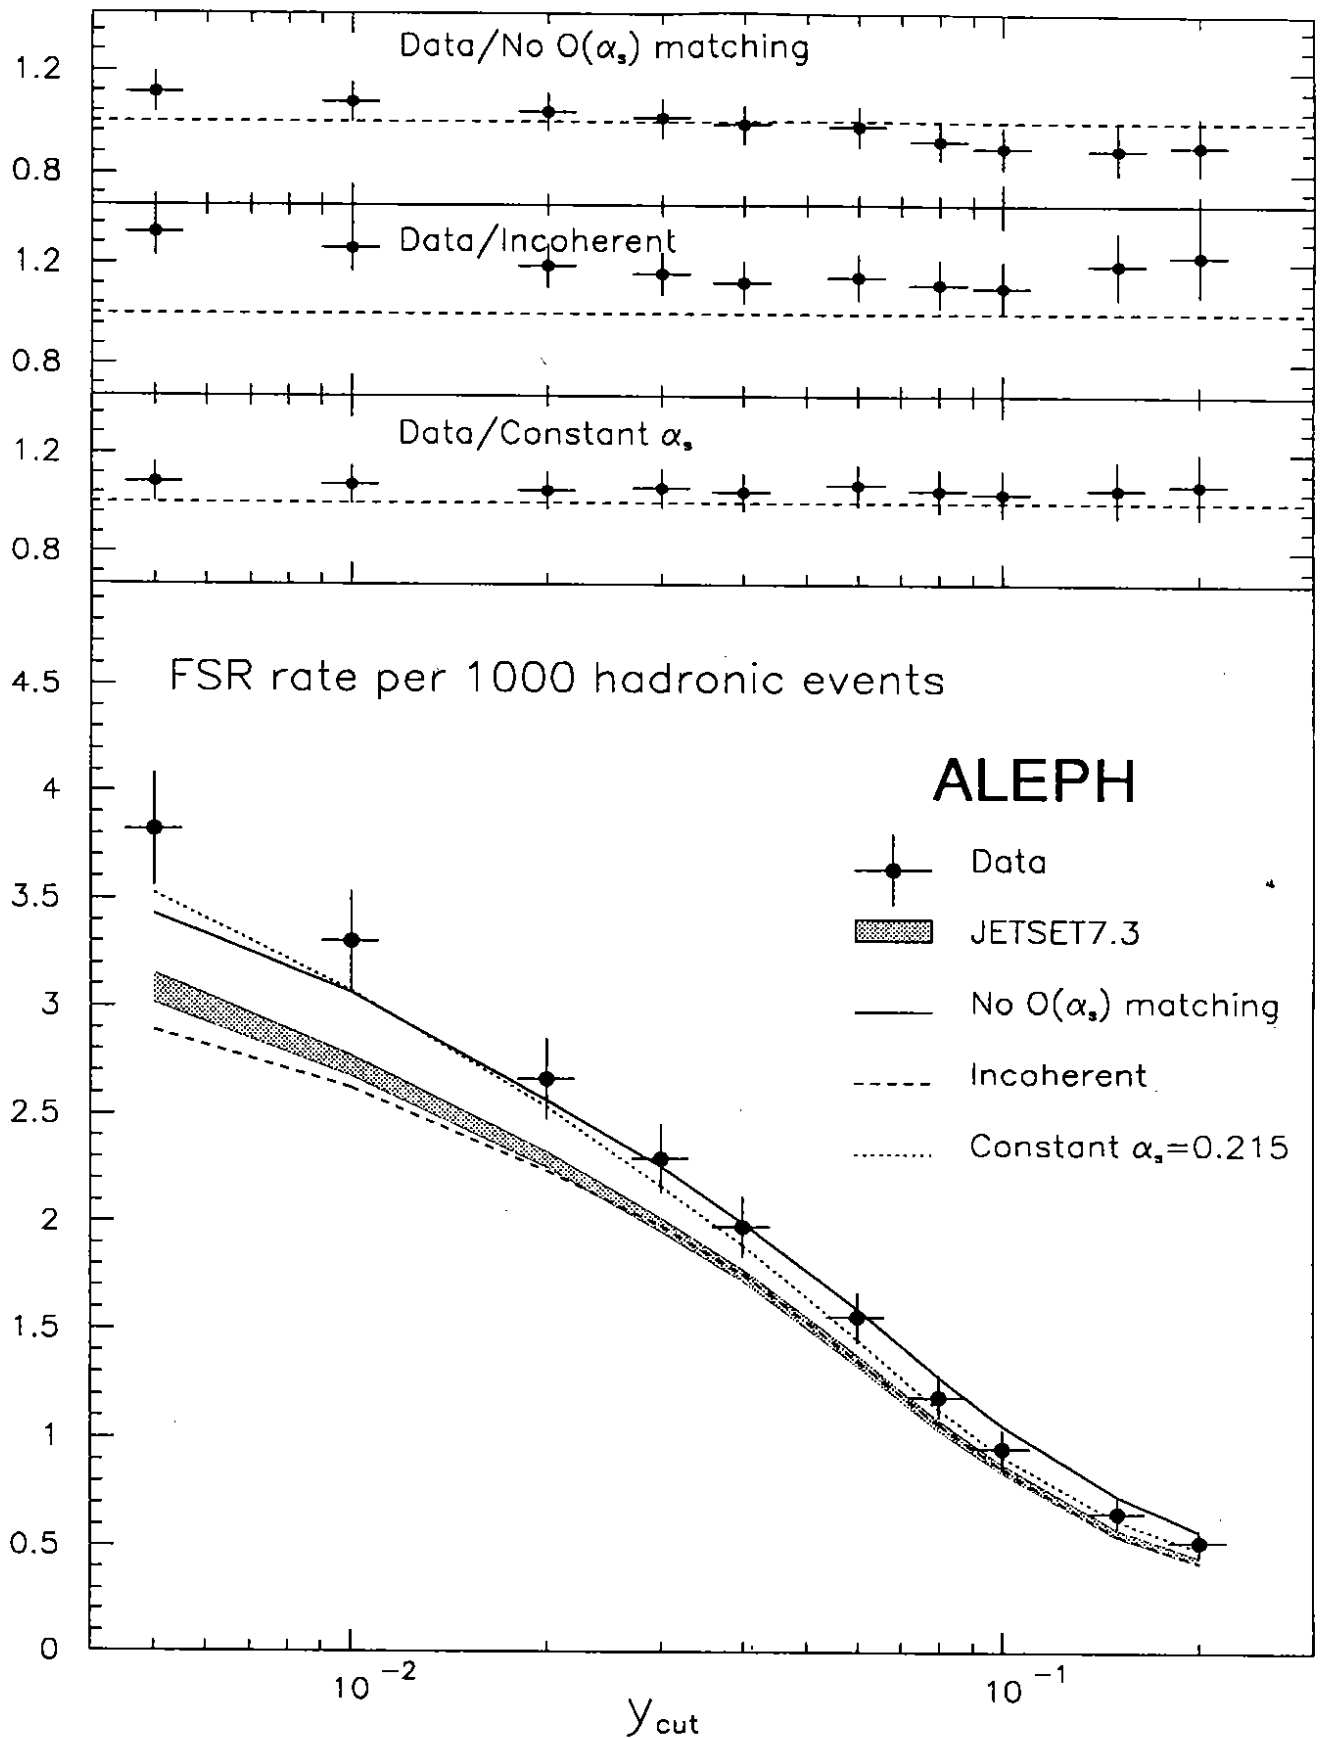 Data/No O(αₛ) matching
1.2
0.8
Data/Incoherent
1.2
0.8
Data/Constant αₛ
1.2
0.8
FSR rate per 1000 hadronic events
4.5
4
3.5
3
2.5
2
1.5
1
0.5
0
ALEPH
Data
JETSET7.3
No O(αₛ) matching
Incoherent
Constant αₛ=0.215
10⁻²
10⁻¹
y_cut